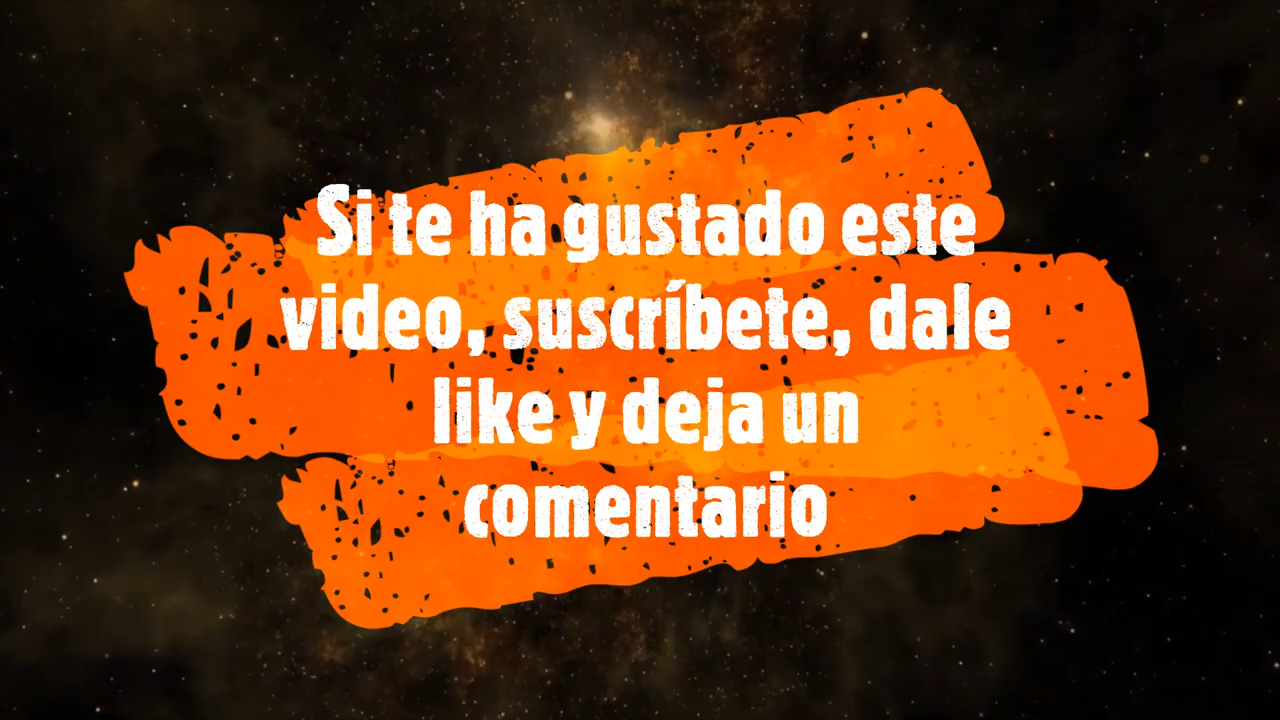 Si te ha gustado este
video, suscríbete, dale
like y deja un
comentario